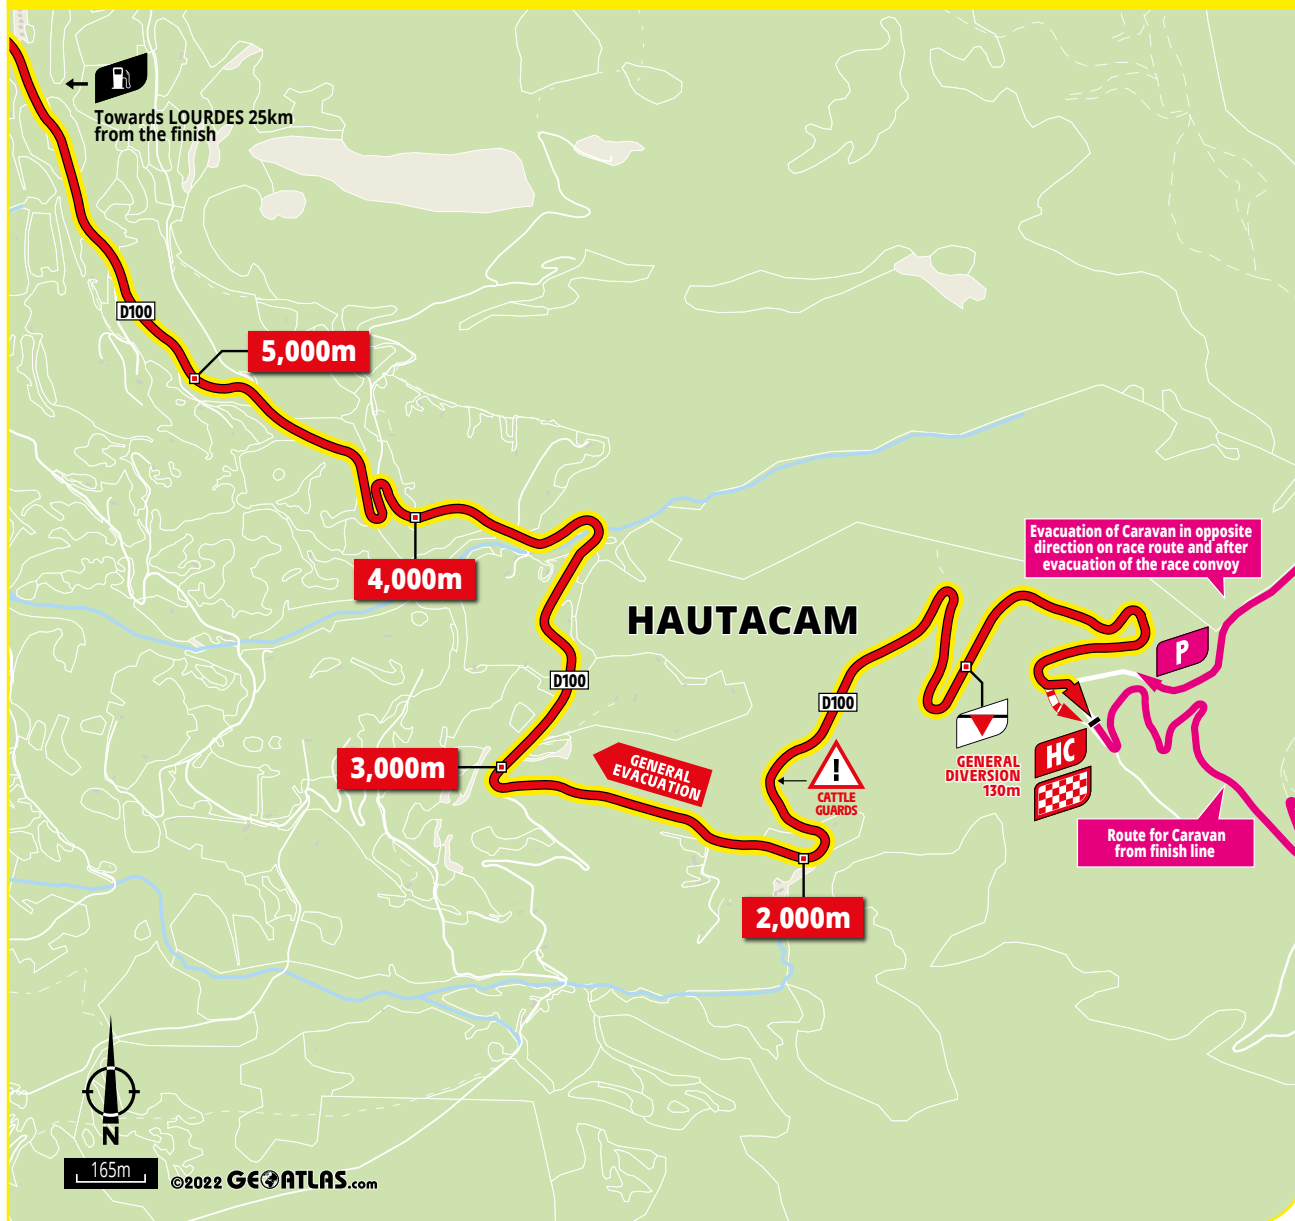 Towards LOURDES 25km
from the finish
D100
5,000m
4,000m
Evacuation of Caravan in opposite
direction on race route and after
evacuation of the race convoy
HAUTACAM
P
D100
D100
3,000m
GENERAL
EVACUATION
!
CATTLE
GUARDS
GENERAL
DIVERSION
130m
HC
Route for Caravan
from finish line
2,000m
N
165m
©2022 GEOATLAS.com